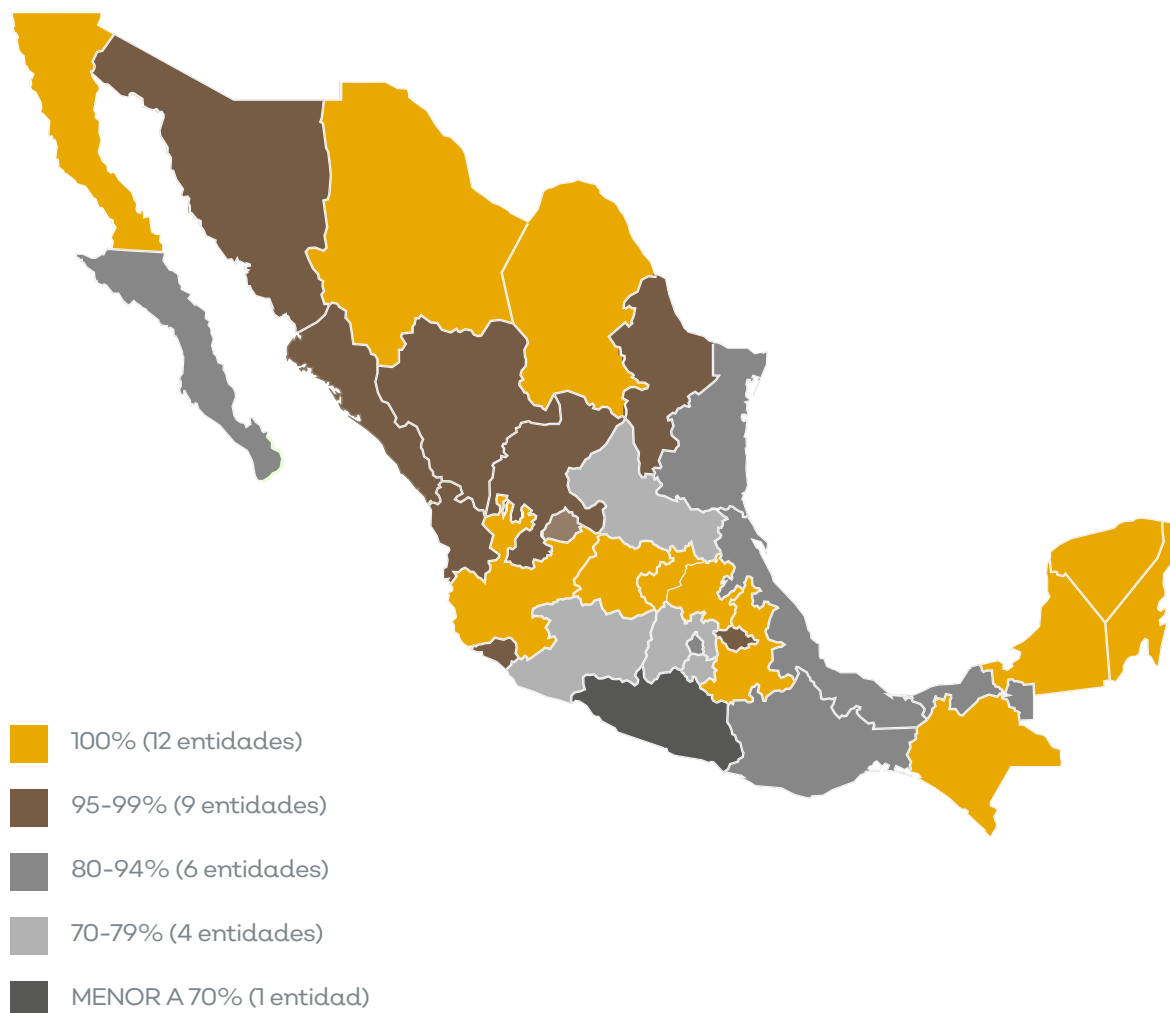 100% (12 entidades)
95-99% (9 entidades)
80-94% (6 entidades)
70-79% (4 entidades)
MENOR A 70% (1 entidad)